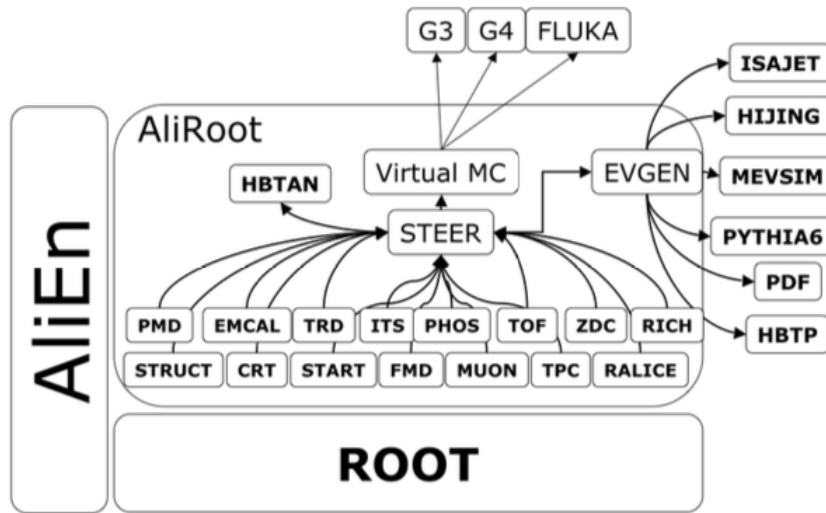 G3 G4 FLUKA
ISAJET
HIJING
AliRoot
Virtual MC
EVGEN
MEVSIM
HBTAN
STEER
PYTHIA6
PDF
HBTP
PMD EMCAL TRD ITS PHOS TOF ZDC RICH
STRUCT CRT START FMD MUON TPC RALICE
AliEn
ROOT